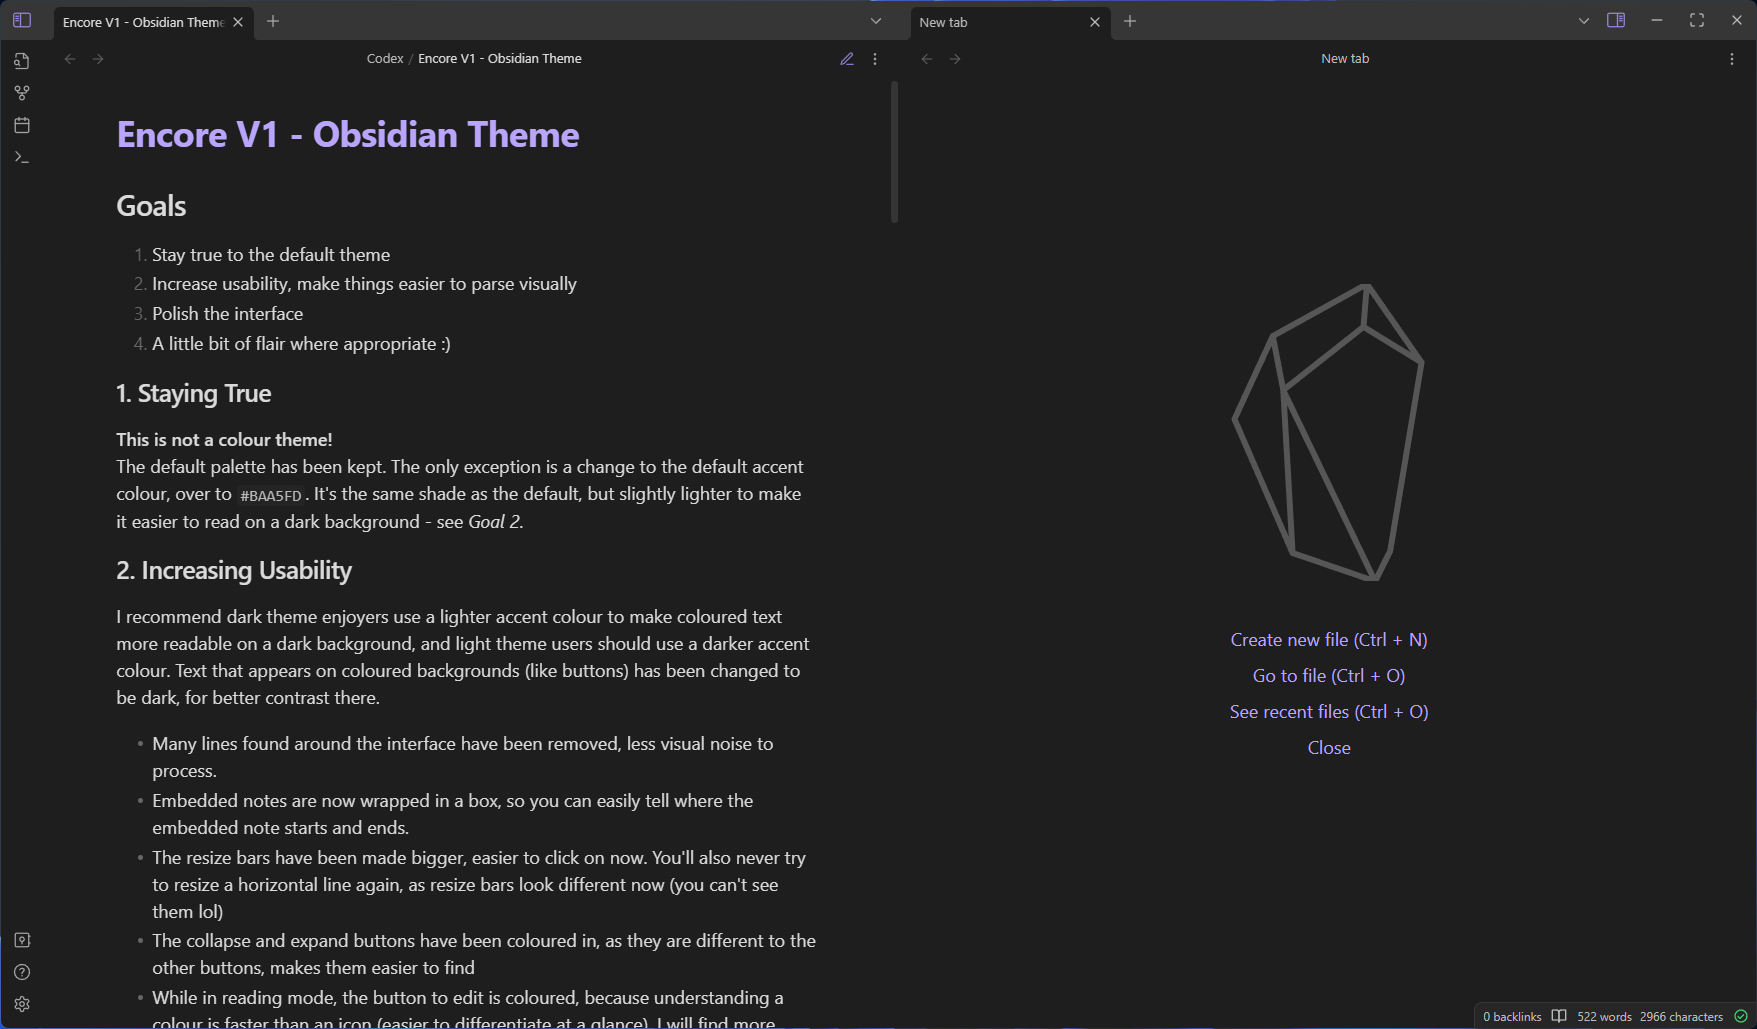 Encore V1 - Obsidian Theme
New tab
Codex / Encore V1 - Obsidian Theme
New tab
Encore V1 - Obsidian Theme
Goals
1. Stay true to the default theme
2. Increase usability, make things easier to parse visually
3. Polish the interface
4. A little bit of flair where appropriate :)
1. Staying True
This is not a colour theme!
The default palette has been kept. The only exception is a change to the default accent
colour, over to #BAA5FD. It's the same shade as the default, but slightly lighter to make
it easier to read on a dark background - see Goal 2.
2. Increasing Usability
I recommend dark theme enjoyers use a lighter accent colour to make coloured text
more readable on a dark background, and light theme users should use a darker accent
colour. Text that appears on coloured backgrounds (like buttons) has been changed to
be dark, for better contrast there.
• Many lines found around the interface have been removed, less visual noise to
process.
• Embedded notes are now wrapped in a box, so you can easily tell where the
embedded note starts and ends.
• The resize bars have been made bigger, easier to click on now. You'll also never try
to resize a horizontal line again, as resize bars look different now (you can't see
them lol)
• The collapse and expand buttons have been coloured in, as they are different to the
other buttons, makes them easier to find
• While in reading mode, the button to edit is coloured, because understanding a
colour is faster than an icon (easier to differentiate at a glance). I will find more
Create new file (Ctrl + N)
Go to file (Ctrl + O)
See recent files (Ctrl + O)
Close
0 backlinks 522 words 2966 characters